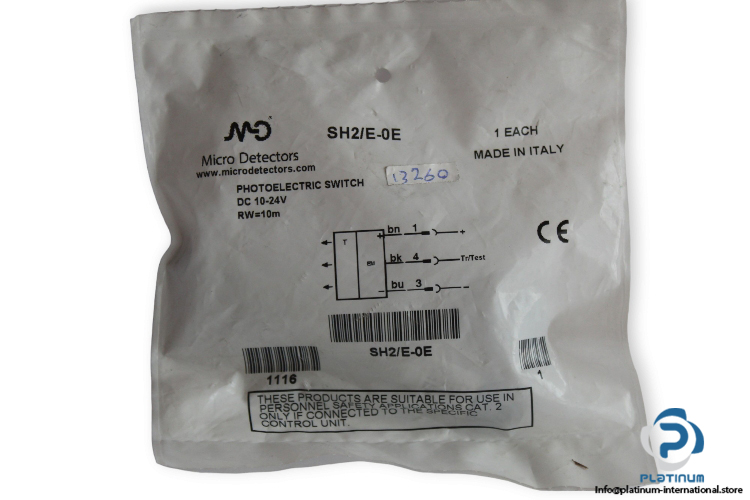 MD
Micro Detectors
www.microdetectors.com
SH2/E-0E
1 EACH
MADE IN ITALY
PHOTOELECTRIC SWITCH
DC 10-24V
RW=10m
13260
T
EM
+ bn 1 +
bk 4 Tr/Test
- bu 3 -
CE
SH2/E-0E
1116
1
THESE PRODUCTS ARE SUITABLE FOR USE IN
PERSONNEL SAFETY APPLICATIONS CAT. 2
ONLY IF CONNECTED TO THE SPECIFIC
CONTROL UNIT.
PLATINUM
Info@platinum-international.store